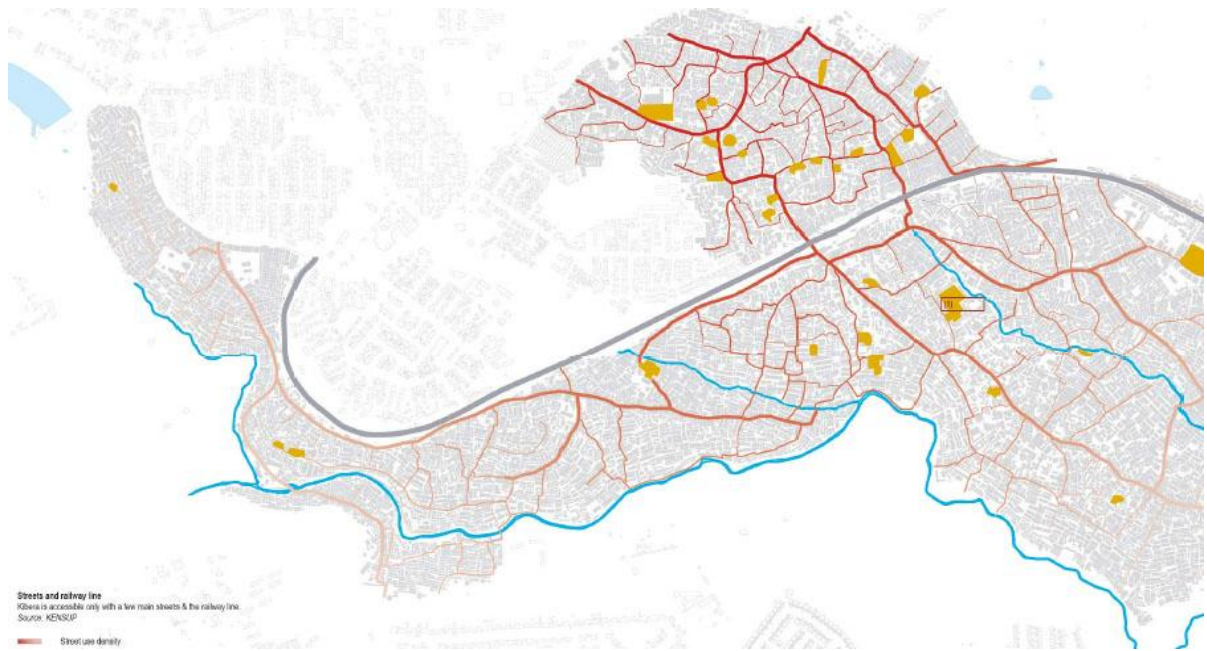 Streets and railway line
Kibera is accessible only with a few main streets & the railway line.
Source: KENSUP
Street use density